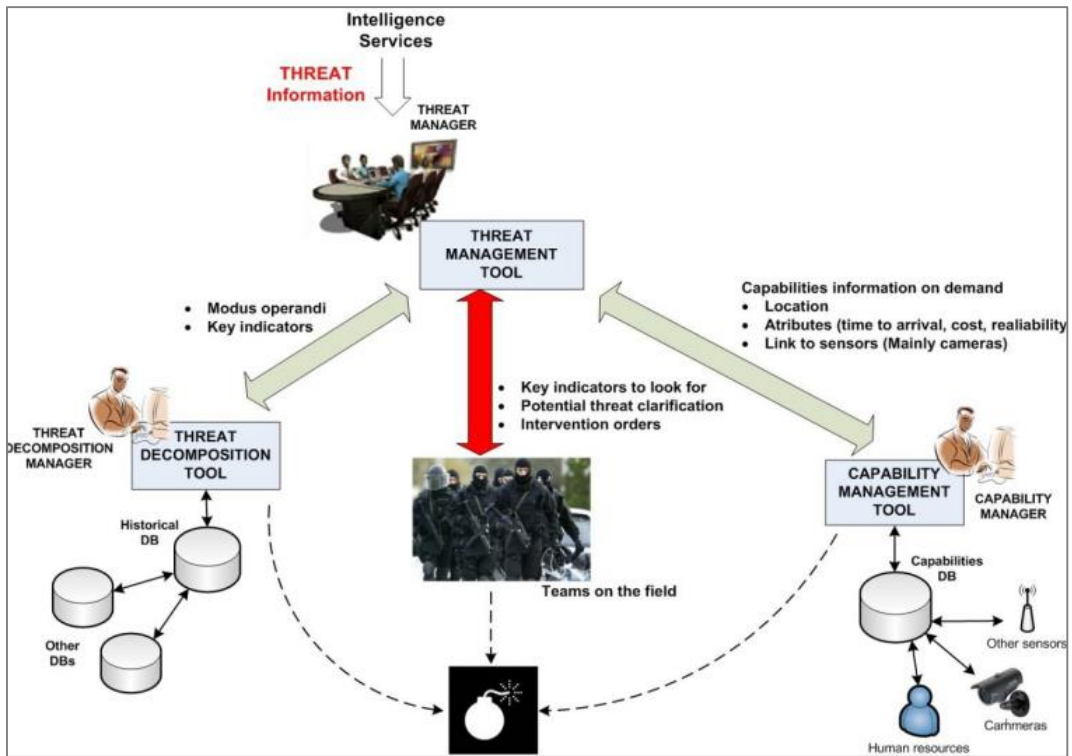 Intelligence
Services
THREAT
Information
THREAT
MANAGER
THREAT
MANAGEMENT
TOOL
• Modus operandi
• Key indicators
Capabilities information on demand
• Location
• Atributes (time to arrival, cost, realiability
• Link to sensors (Mainly cameras)
• Key indicators to look for
• Potential threat clarification
• Intervention orders
THREAT
DECOMPOSITION
MANAGER
THREAT
DECOMPOSITION
TOOL
CAPABILITY
MANAGEMENT
TOOL
CAPABILITY
MANAGER
Historical
DB
Other
DBs
Teams on the field
Capabilities
DB
Other sensors
Carhmeras
Human resources